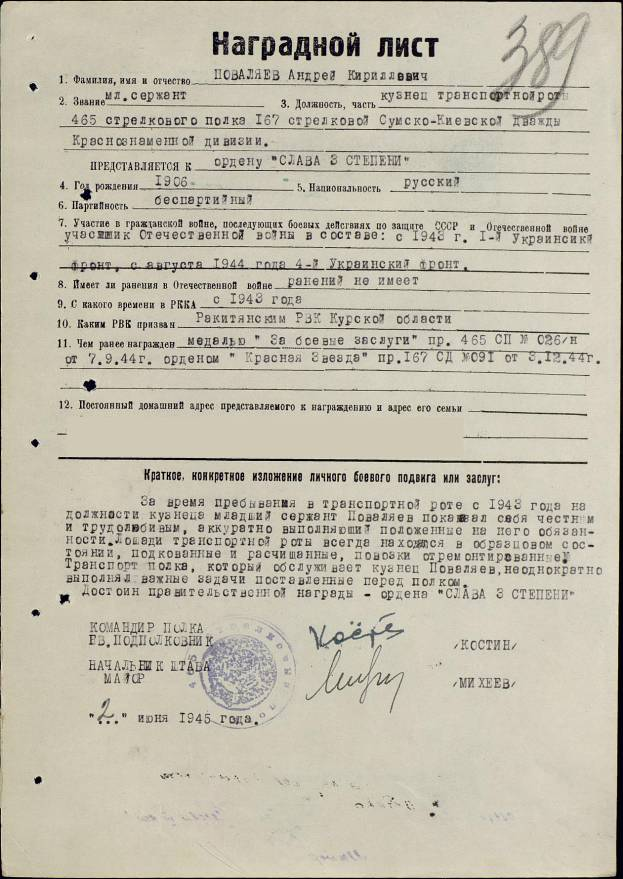 389
Наградной лист
1. Фамилия, имя и отчество ПОВАЛЯЕВ Андрей Кириллович
2. Звание мл.сержант 3. Должность, часть кузнец транспортной роты
465 стрелкового полка 167 стрелковой Сумско-Киевской дважды
Краснознаменной дивизии.
ПРЕДСТАВЛЯЕТСЯ К ордену "СЛАВА 3 СТЕПЕНИ"
4. Год рождения 1906 5. Национальность русский
6. Партийность беспартийный
7. Участие в гражданской войне, последующих боевых действиях по защите СССР и Отечественной войне
участник Отечественной войны в составе: с 1943 г. I-й Украинский
фронт, с августа 1944 года 4-й Украинский фронт.
8. Имеет ли ранения в Отечественной войне ранений не имеет
9. С какого времени в РККА с 1943 года
10. Каким РВК призван Ракитянским РВК Курской области
11. Чем ранее награжден медалью " За боевые заслуги" пр. 465 СП № 026/н
от 7.9.44г. орденом " Красная Звезда" пр.167 СД №091 от 3.12.44г.
12. Постоянный домашний адрес представляемого к награждению и адрес его семьи
Краткое, конкретное изложение личного боевого подвига или заслуг:
За время пребывания в транспортной роте с 1943 года на
должности кузнеца младший сержант Поваляев показал себя честным
и трудолюбивым, аккуратно выполняющий положенные на него обязан-
ности.Лошади транспортной роты всегда находился в образцовом сос-
тоянии, подкованные и расчищанные, повозки отремонтированные.
Транспорт полка, который обслуживает кузнец Поваляев,неоднократно
выполнял важные задачи поставленные перед полком.
Достоин правительственной награды - ордена "СЛАВА 3 СТЕПЕНИ"
КОМАНДИР ПОЛКА
ГВ.ПОДПОЛКОВНИК /КОСТИН/
НАЧАЛЬНИК ШТАБА
МАЙОР /МИХЕЕВ/
"2" июня 1945 года.